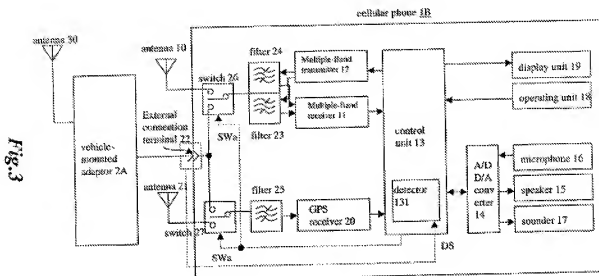 cellular phone 1B
antenna 30
antenna 10
filter 24
Multiple-Band
transmitter 12
display unit 19
switch 26
operating unit 18
Multiple-Band
receiver 11
External
connection
terminal 22
SWa
filter 23
control
unit 13
microphone 16
vehicle-
mounted
adaptor 2A
A/D
D/A
converter
14
antenna 21
filter 25
detector
131
speaker 15
GPS
receiver 20
sounder 17
switch 27
SWa
DS
Fig.3